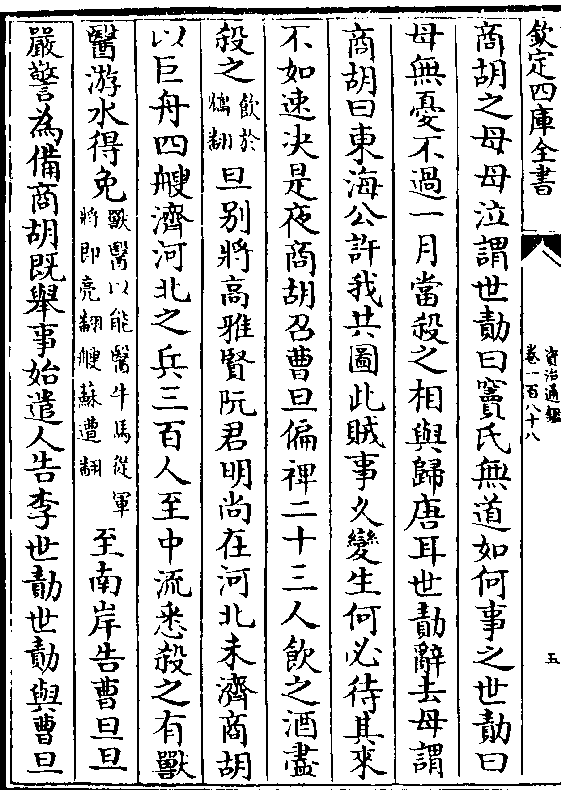 欽定四庫全書
資治通鑑
卷一百八十八
五
商胡之母母泣謂世勣曰竇氏無道如何事之世勣曰
母無憂不過一月當殺之相與歸唐耳世勣辭去母謂
商胡曰東海公許我共圖此賊事久變生何必待其來
不如速决是夜商胡召曹旦偏禆二十三人飲之酒盡
殺之飲於鴆翻旦别將高雅賢阮君明尚在河北未濟商胡
以巨舟四艘濟河北之兵三百人至中流悉殺之有獸
醫游水得免獸醫以能醫牛馬從軍將即亮翻艘蘇遭翻至南岸告曹旦旦
嚴警為備商胡既舉事始遣人告李世勣世勣與曹旦